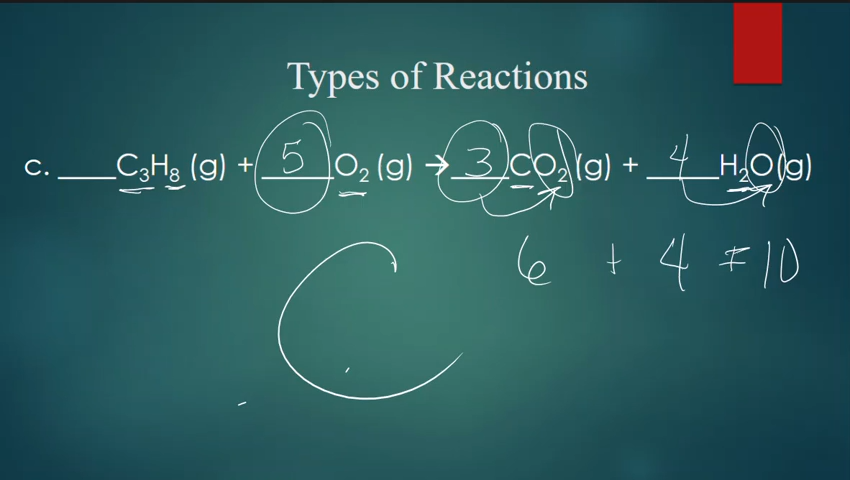 Types of Reactions
c. ____C₃H₈ (g) + __5__O₂ (g) → __3__CO₂ (g) + __4__H₂O(g)
6 + 4 = 10
C